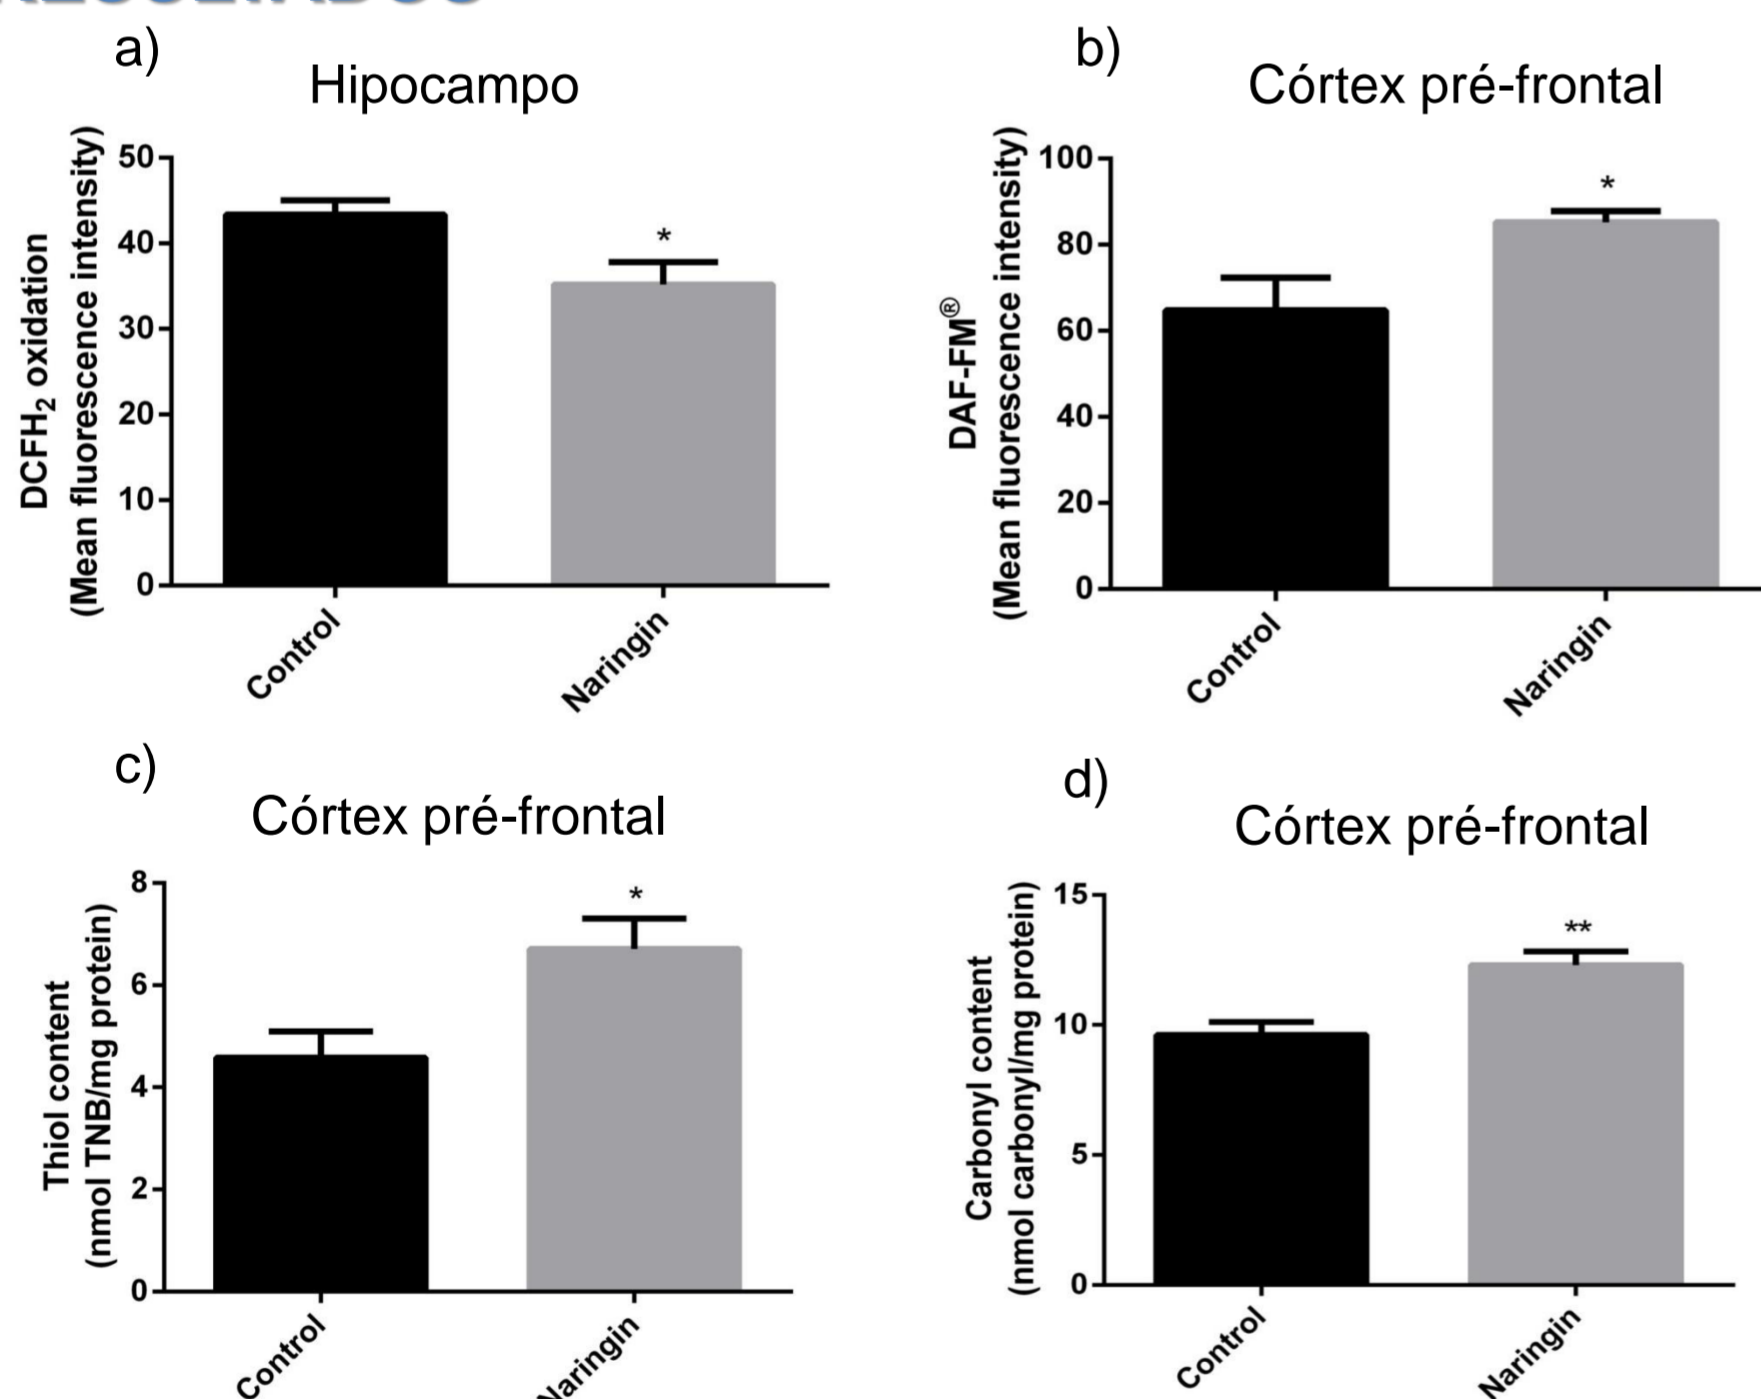 a)
Hipocampo
DCFH2 oxidation
(Mean fluorescence intensity)
50
40
30
20
10
0
*
Control
Naringin
b)
Córtex pré-frontal
DAF-FM®
(Mean fluorescence intensity)
100
80
60
40
20
0
*
Control
Naringin
c)
Córtex pré-frontal
Thiol content
(nmol TNB/mg protein)
8
6
4
2
0
*
Control
Naringin
d)
Córtex pré-frontal
Carbonyl content
(nmol carbonyl/mg protein)
15
10
5
0
**
Control
Naringin